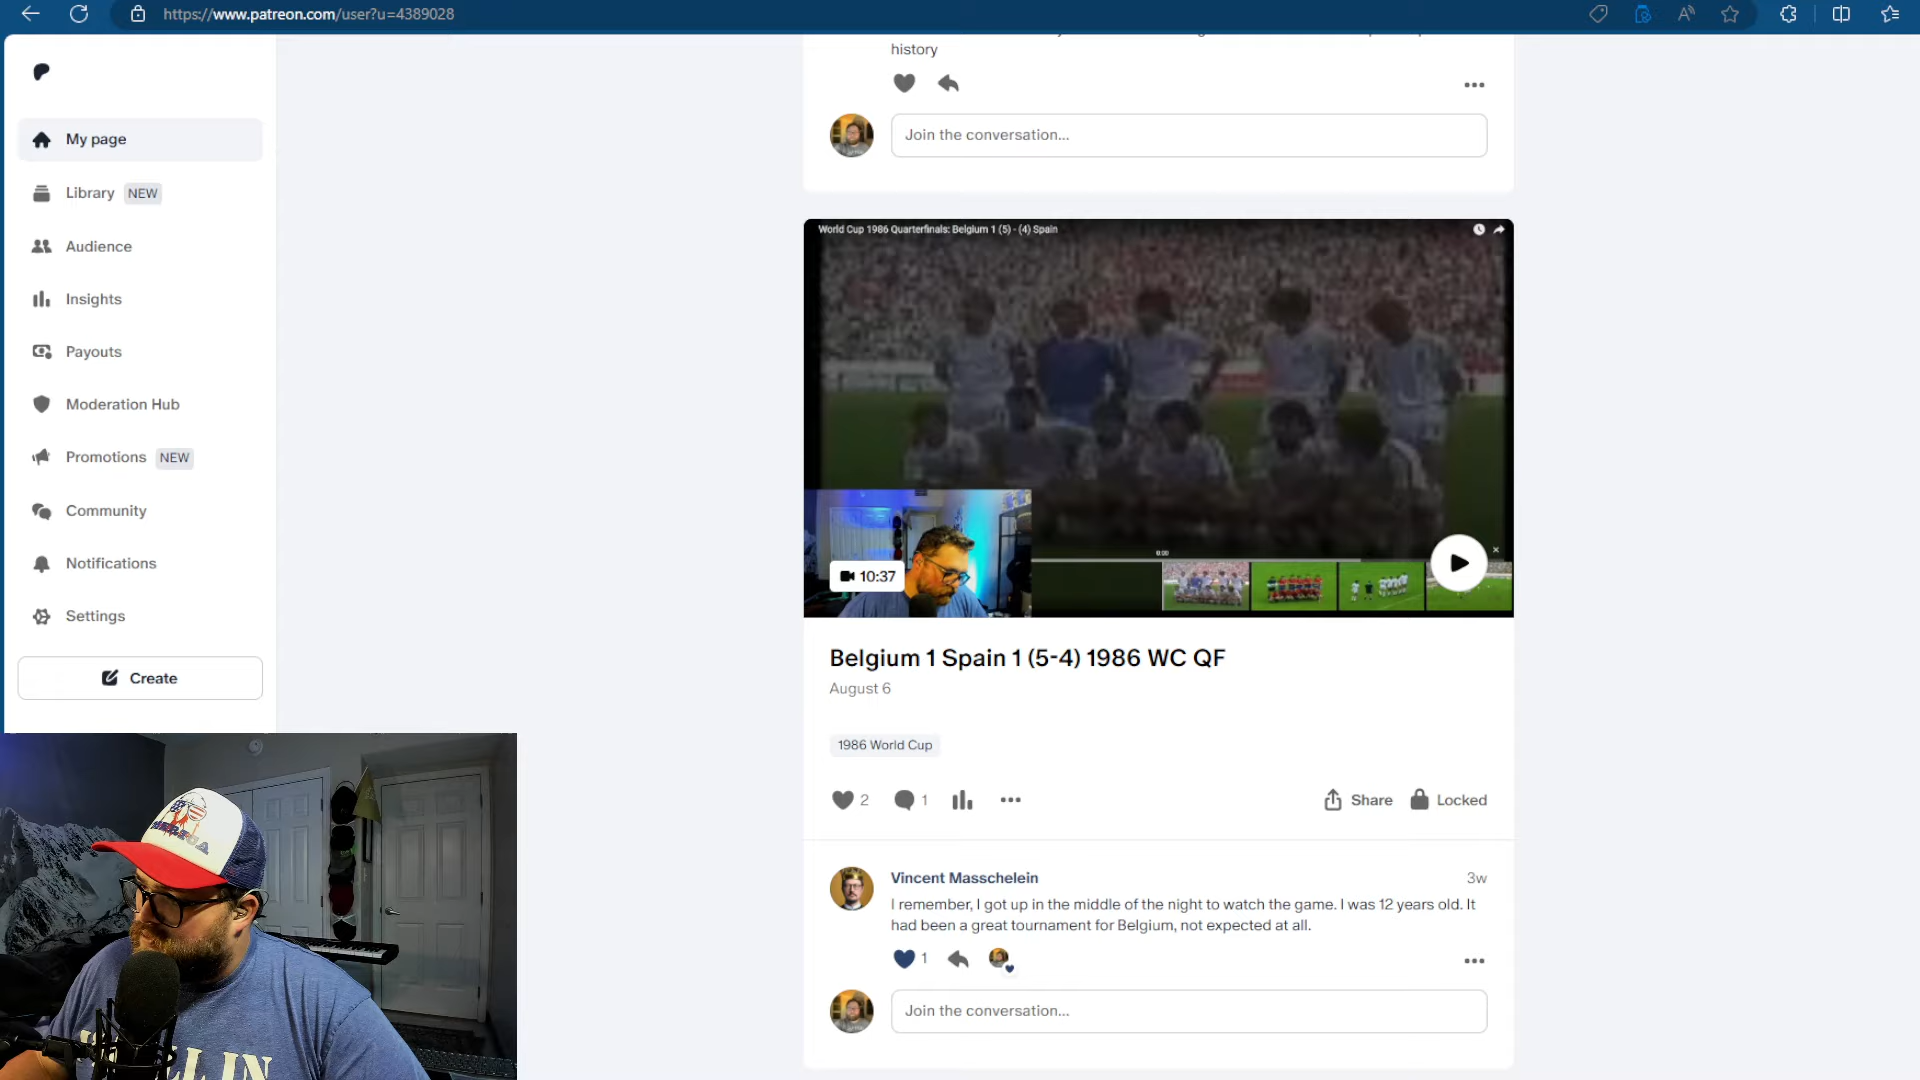 https://www.patreon.com/user?u=4389028
history
Join the conversation...
My page
Library NEW
Audience
Insights
Payouts
Moderation Hub
Promotions NEW
Community
Notifications
Settings
Create
World Cup 1986 Quarterfinals: Belgium 1 (5) - (4) Spain
0:00
10:37
Belgium 1 Spain 1 (5-4) 1986 WC QF
August 6
1986 World Cup
2
1
Share
Locked
Vincent Masschelein
3w
I remember, I got up in the middle of the night to watch the game. I was 12 years old. It
had been a great tournament for Belgium, not expected at all.
1
Join the conversation...